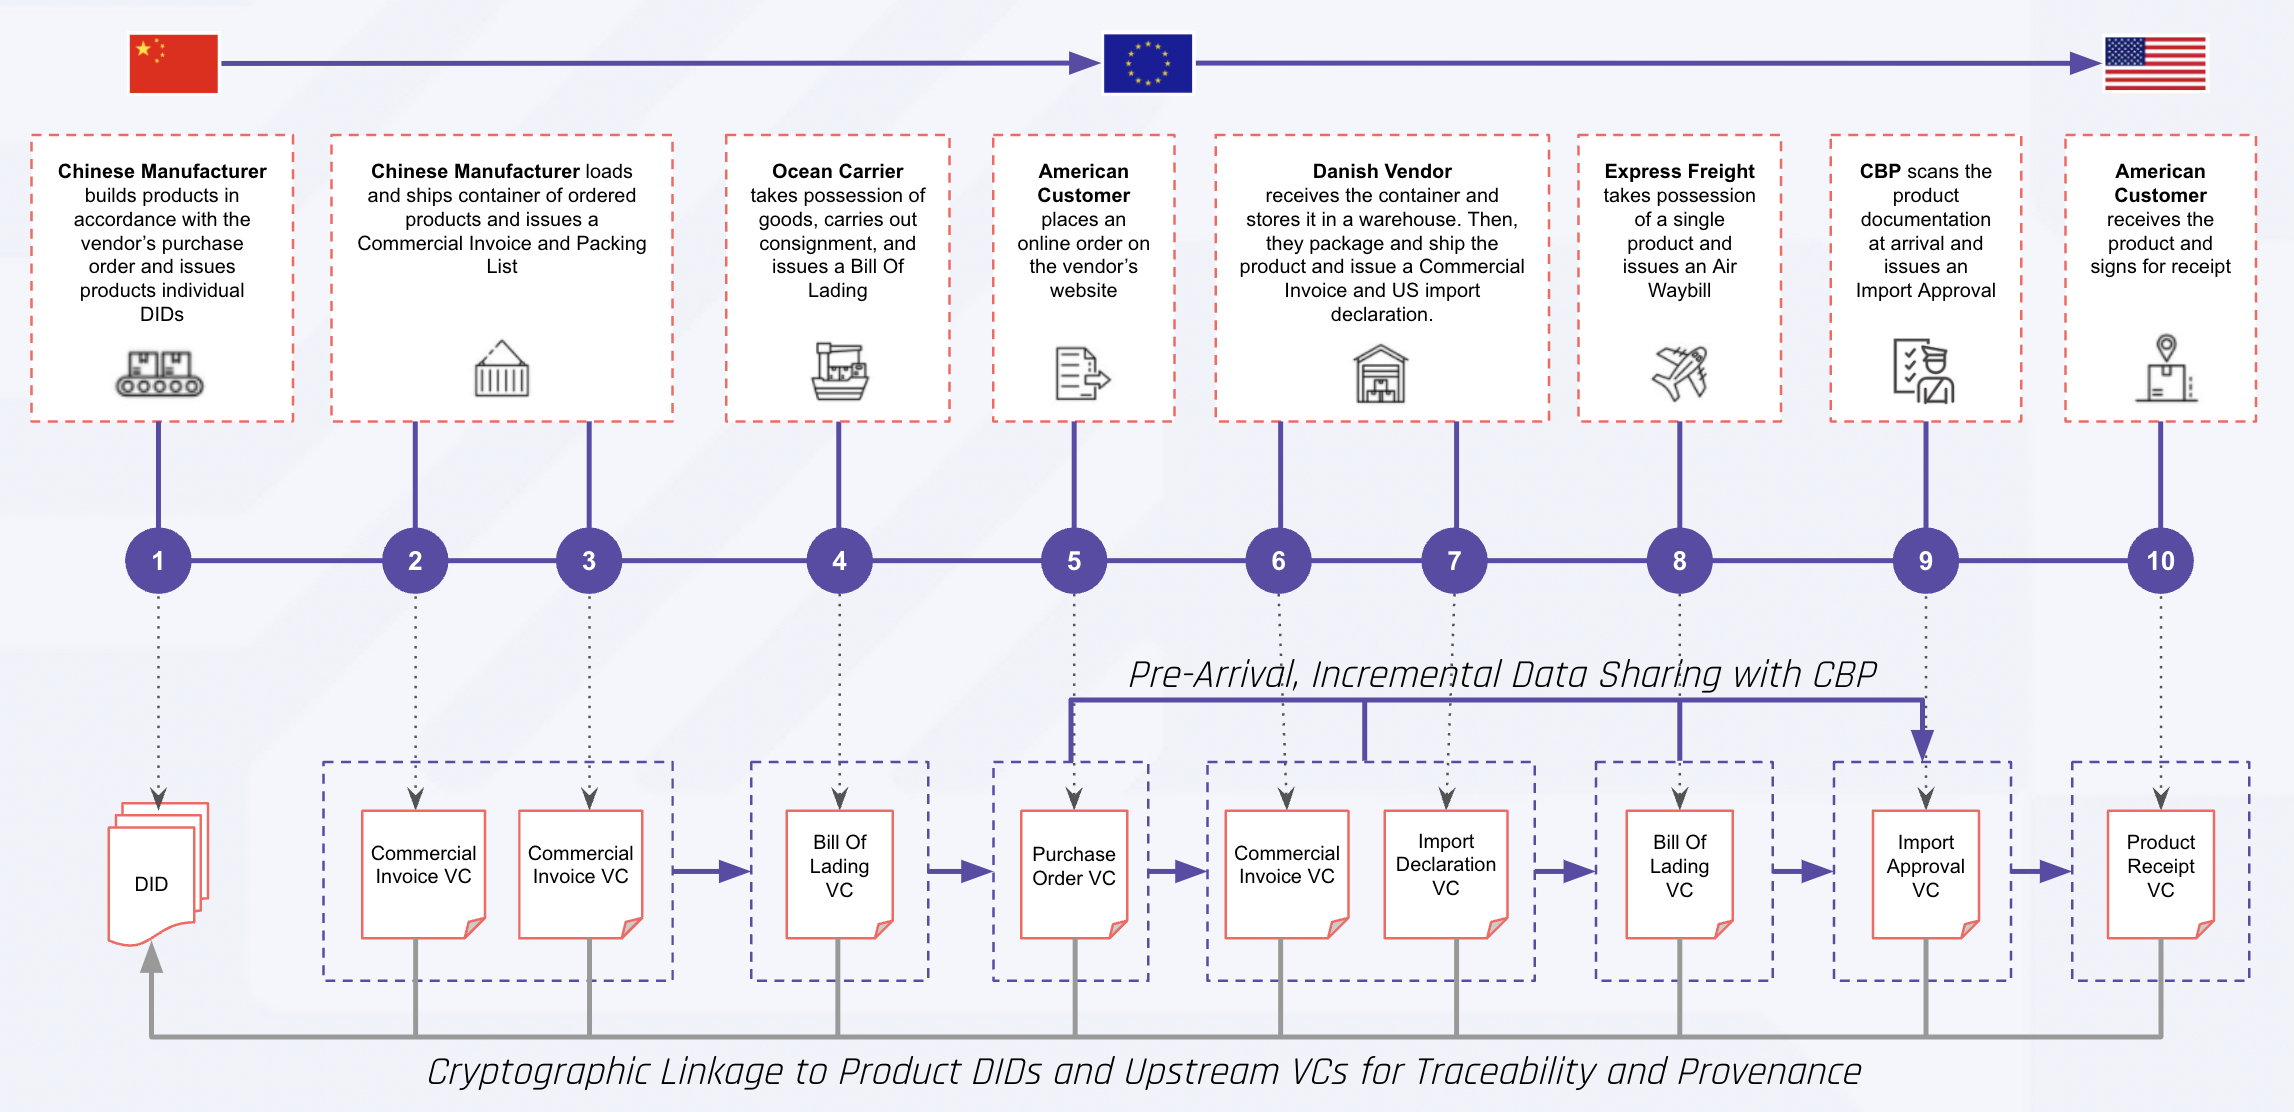 Chinese Manufacturer
builds products in
accordance with the
vendor's purchase
order and issues
products individual
DIDs
Chinese Manufacturer loads
and ships container of ordered
products and issues a
Commercial Invoice and Packing
List
Ocean Carrier
takes possession of
goods, carries out
consignment, and
issues a Bill Of
Lading
American
Customer
places an
online order on
the vendor's
website
Danish Vendor
receives the container and
stores it in a warehouse. Then,
they package and ship the
product and issue a Commercial
Invoice and US import
declaration.
Express Freight
takes possession
of a single
product and
issues an Air
Waybill
CBP scans the
product
documentation
at arrival and
issues an
Import Approval
American
Customer
receives the
product and
signs for receipt
1
2
3
4
5
6
7
8
9
10
Pre-Arrival, Incremental Data Sharing with CBP
DID
Commercial
Invoice VC
Commercial
Invoice VC
Bill Of
Lading
VC
Purchase
Order VC
Commercial
Invoice VC
Import
Declaration
VC
Bill Of
Lading
VC
Import
Approval
VC
Product
Receipt
VC
Cryptographic Linkage to Product DIDs and Upstream VCs for Traceability and Provenance